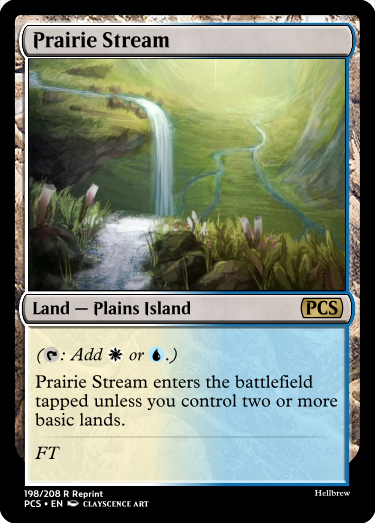 Prairie Stream
Land — Plains Island
PCS
(: Add or .)
Prairie Stream enters the battlefield
tapped unless you control two or more
basic lands.
FT
198/208 R Reprint
Hellbrew
PCS • EN CLAYSCIENCE ART